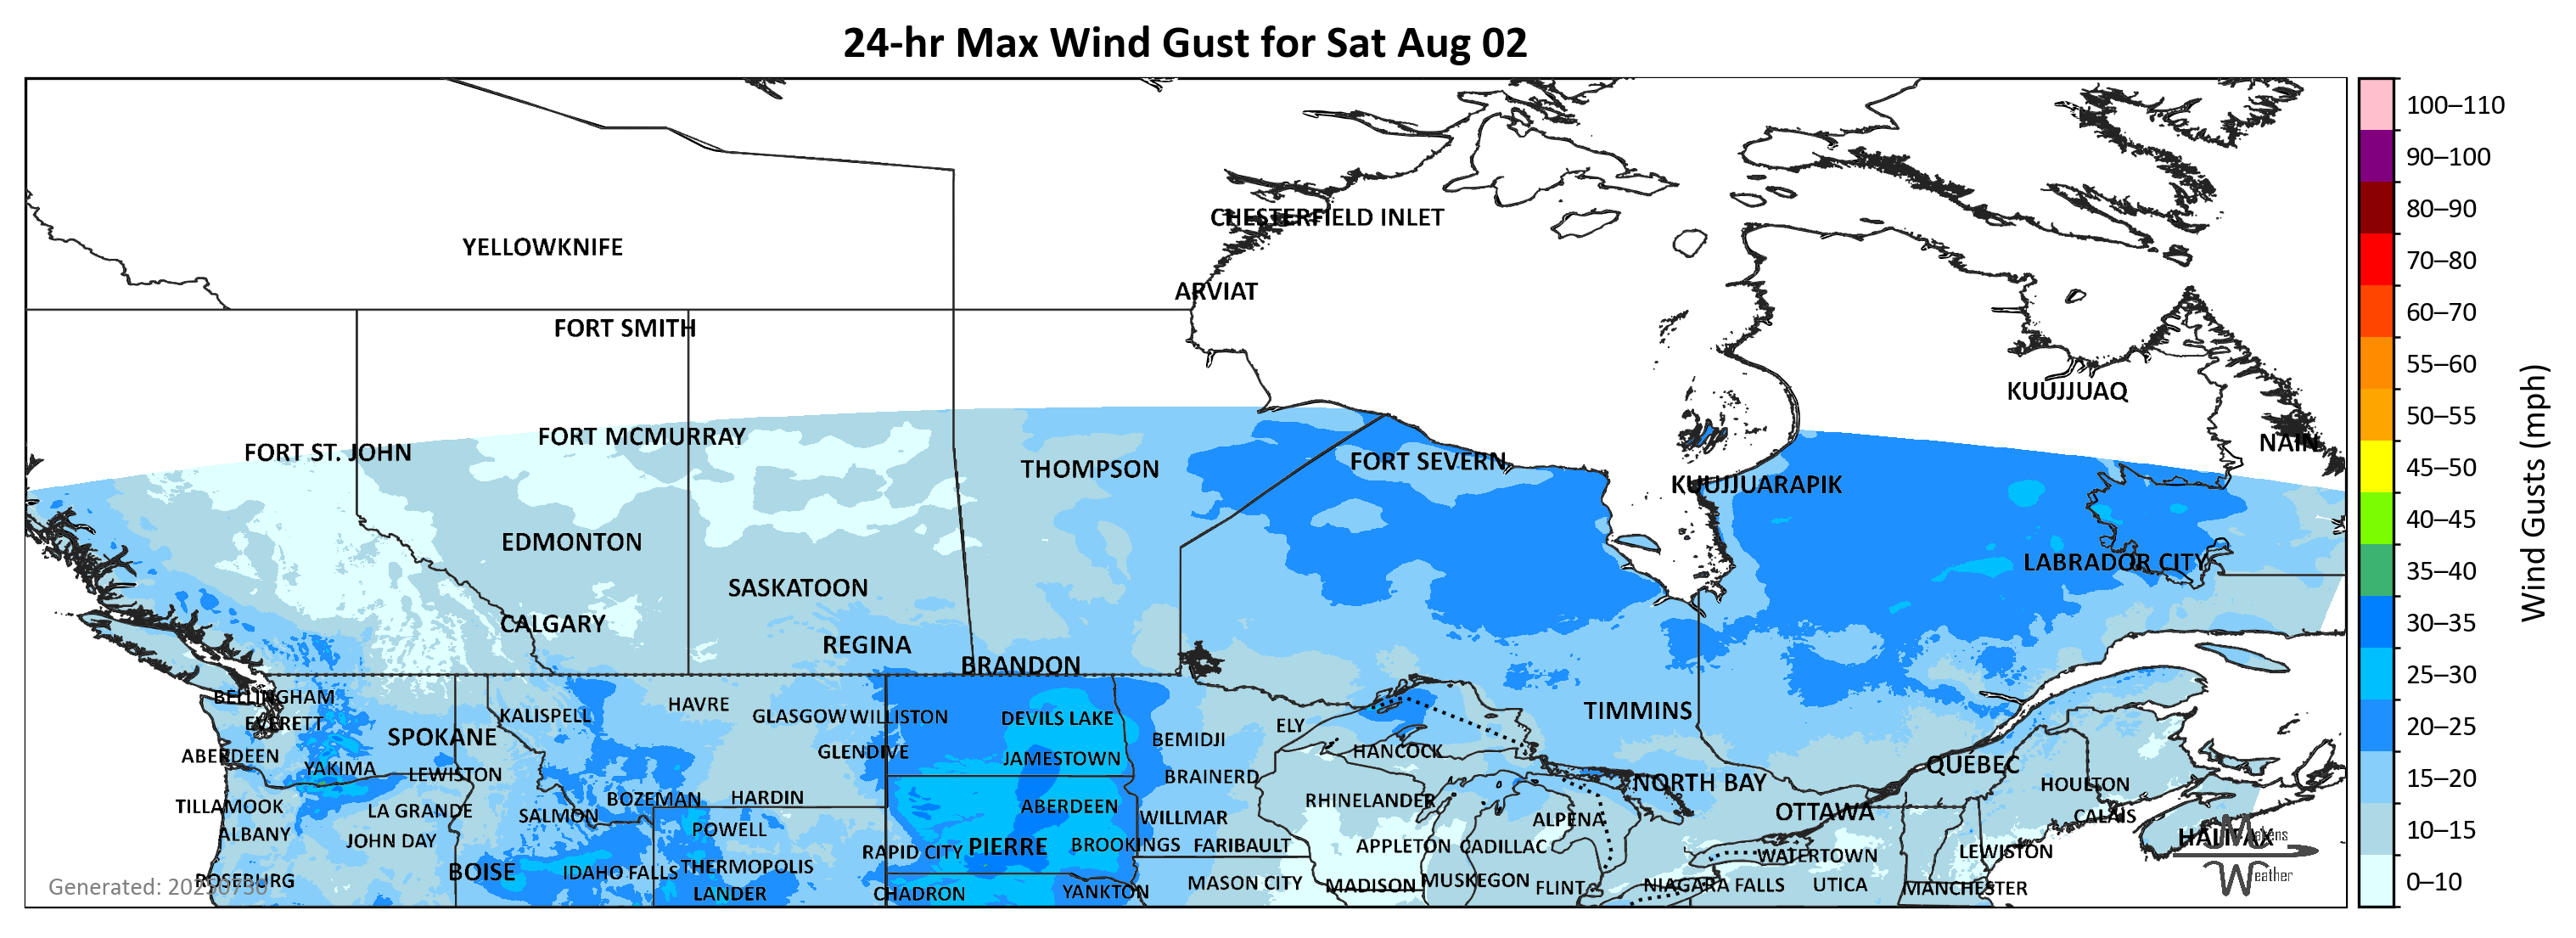 24-hr Max Wind Gust for Sat Aug 02
100–110
90–100
80–90
70–80
60–70
55–60
50–55
45–50
40–45
35–40
30–35
25–30
20–25
15–20
10–15
0–10
Wind Gusts (mph)
CHESTERFIELD INLET
YELLOWKNIFE
ARVIAT
FORT SMITH
KUUJJUAQ
FORT MCMURRAY
NAIN
FORT ST. JOHN
FORT SEVERN
THOMPSON
KUUJJUARAPIK
EDMONTON
LABRADOR CITY
SASKATOON
CALGARY
REGINA
BRANDON
BELLINGHAM
HAVRE
TIMMINS
KALISPELL
GLASGOW
WILLISTON
DEVILS LAKE
EVERETT
ELY
SPOKANE
BEMIDJI
GLENDIVE
HANCOCK
ABERDEEN
JAMESTOWN
QUÉBEC
YAKIMA
LEWISTON
BRAINERD
NORTH BAY
HOULTON
BOZEMAN
HARDIN
RHINELANDER
TILLAMOOK
LA GRANDE
ABERDEEN
OTTAWA
SALMON
WILLMAR
CALAIS
ALPENA
ALBANY
POWELL
HALIFAX
JOHN DAY
PIERRE
BROOKINGS
FARIBAULT
APPLETON
CADILLAC
RAPID CITY
LEWISTON
WATERTOWN
THERMOPOLIS
BOISE
IDAHO FALLS
ROSEBURG
MASON CITY
MADISON
MUSKEGON
FLINT
NIAGARA FALLS
UTICA
MANCHESTER
LANDER
CHADRON
YANKTON
Generated: 20250730
Makens
Weather